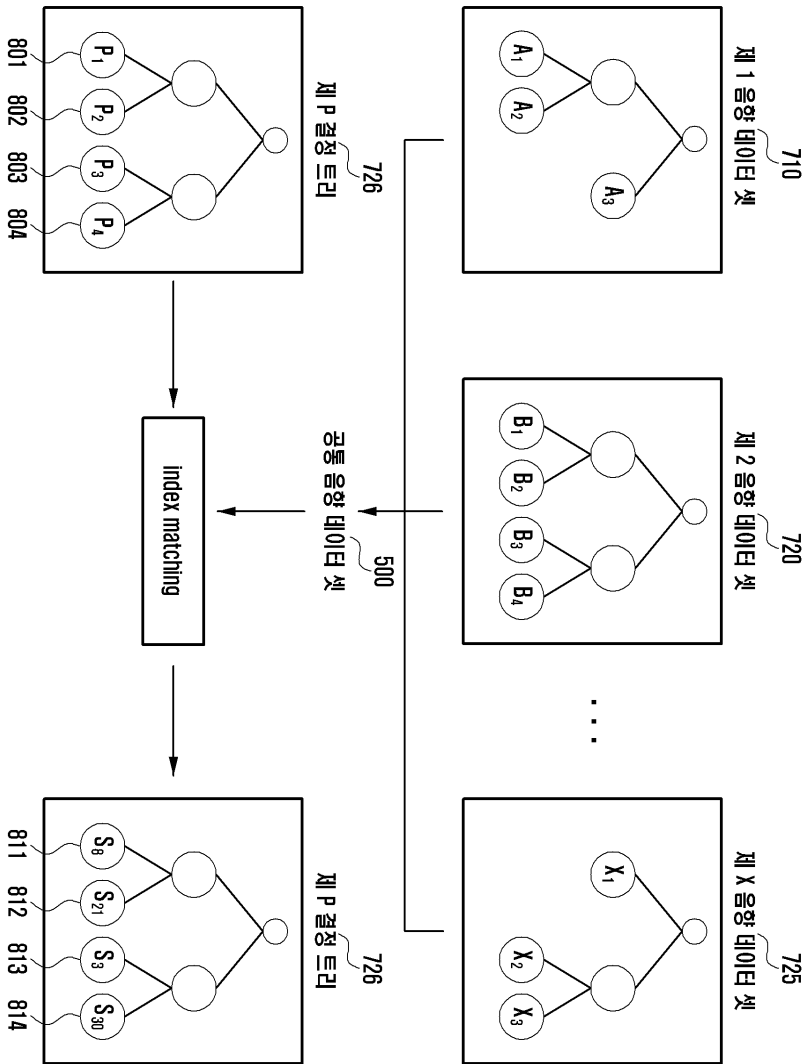 710
제 1 음향 데이터 셋
A1
A2
A3
720
제 2 음향 데이터 셋
B1
B2
B3
B4
. . .
725
제 X 음향 데이터 셋
X1
X2
X3
500
공통 음향 데이터 셋
726
제 P 결정 트리
P1
P2
P3
P4
801
802
803
804
index matching
726
제 P 결정 트리
S8
S21
S3
S30
811
812
813
814